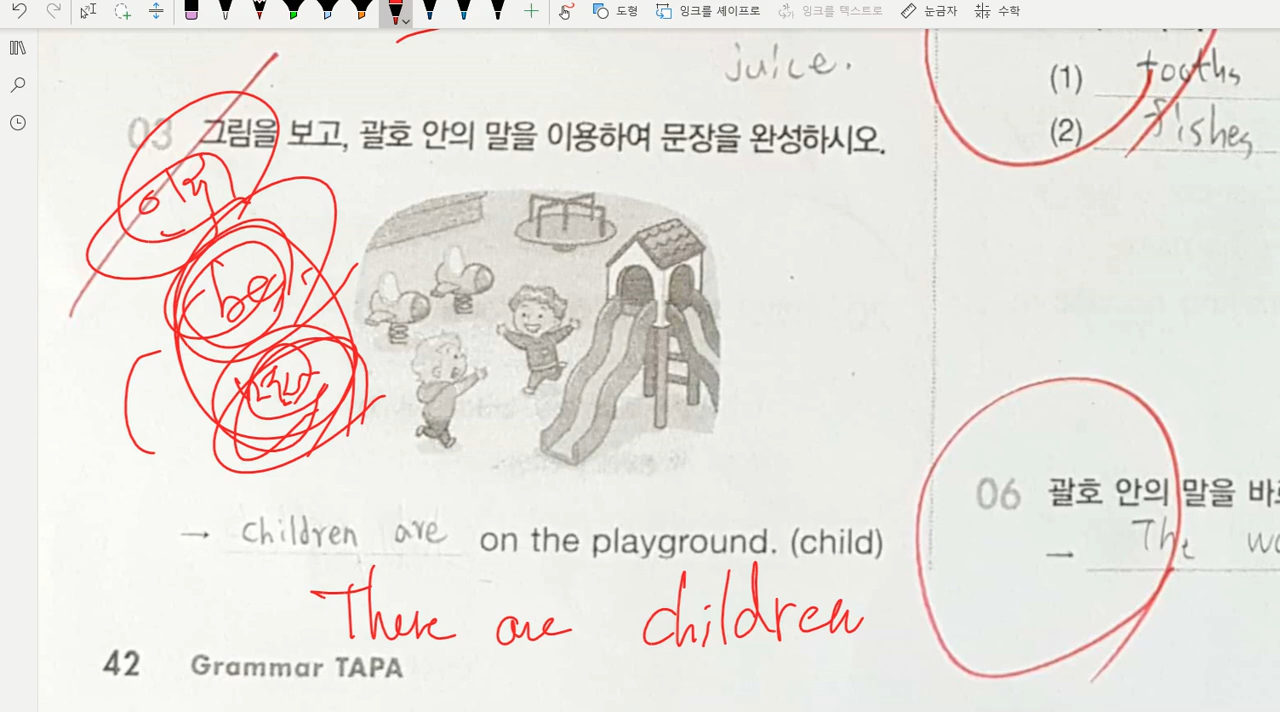 도형 잉크를 셰이프로 잉크를 텍스트로 눈금자 수학
juice.
03 그림을 보고, 괄호 안의 말을 이용하여 문장을 완성하시오.
be
→ children are on the playground. (child)
There are children
42 Grammar TAPA
(1) tooths
(2) fishes
06 괄호 안의 말을 바
→ The